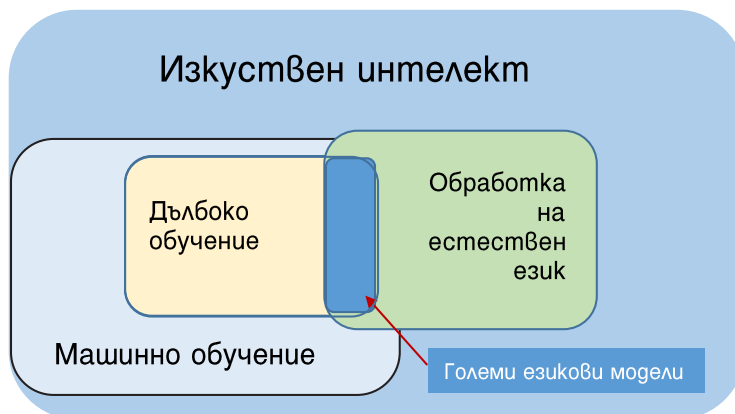 Изкуствен интелект
Дълбоко
обучение
Обработка
на
естествен
език
Машинно обучение
Големи езикови модели